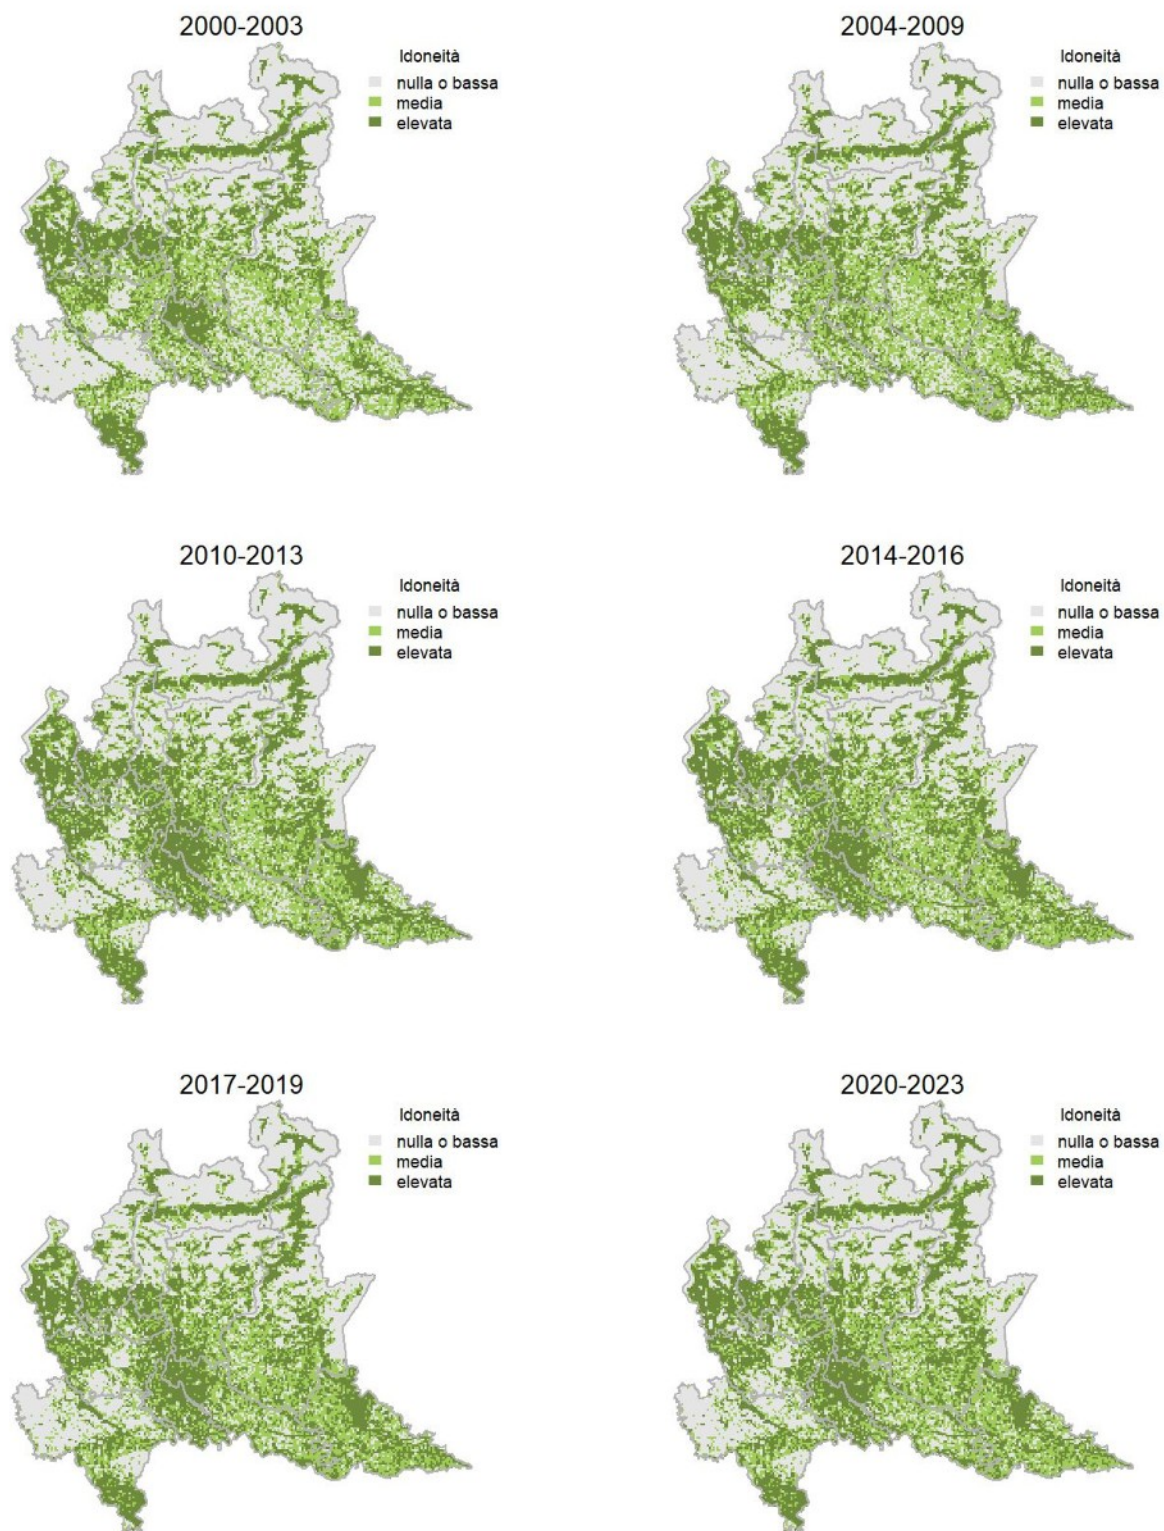 2000-2003
Idoneità
nulla o bassa
media
elevata
2004-2009
Idoneità
nulla o bassa
media
elevata
2010-2013
Idoneità
nulla o bassa
media
elevata
2014-2016
Idoneità
nulla o bassa
media
elevata
2017-2019
Idoneità
nulla o bassa
media
elevata
2020-2023
Idoneità
nulla o bassa
media
elevata